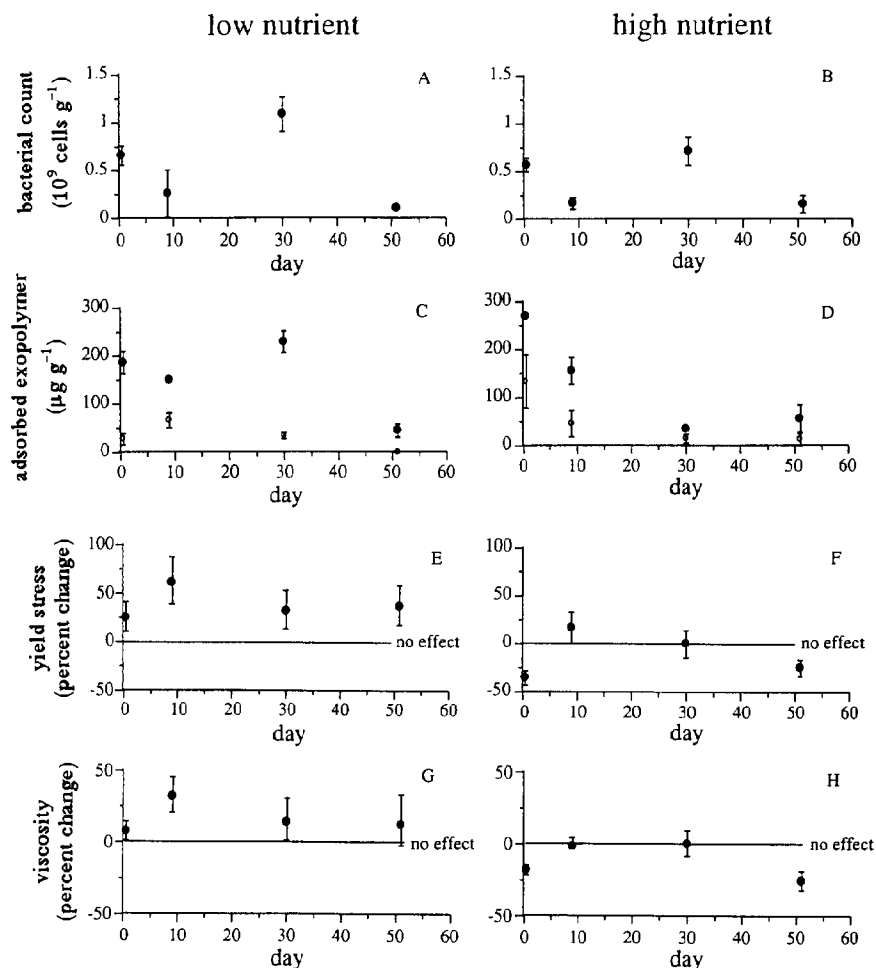 low nutrient
high nutrient
bacterial count
(10⁹ cells g⁻¹)
1.5
1
0.5
0
A
0 10 20 30 40 50 60
day
1.5
1
0.5
0
B
0 10 20 30 40 50 60
day
adsorbed exopolymer
(µg g⁻¹)
300
200
100
0
C
0 10 20 30 40 50 60
day
300
250
200
150
100
50
0
D
0 10 20 30 40 50 60
day
yield stress
(percent change)
100
50
0
-50
E
no effect
0 10 20 30 40 50 60
day
100
50
0
-50
F
no effect
0 10 20 30 40 50 60
day
viscosity
(percent change)
50
0
-50
G
no effect
0 10 20 30 40 50 60
day
50
0
-50
H
no effect
0 10 20 30 40 50 60
day